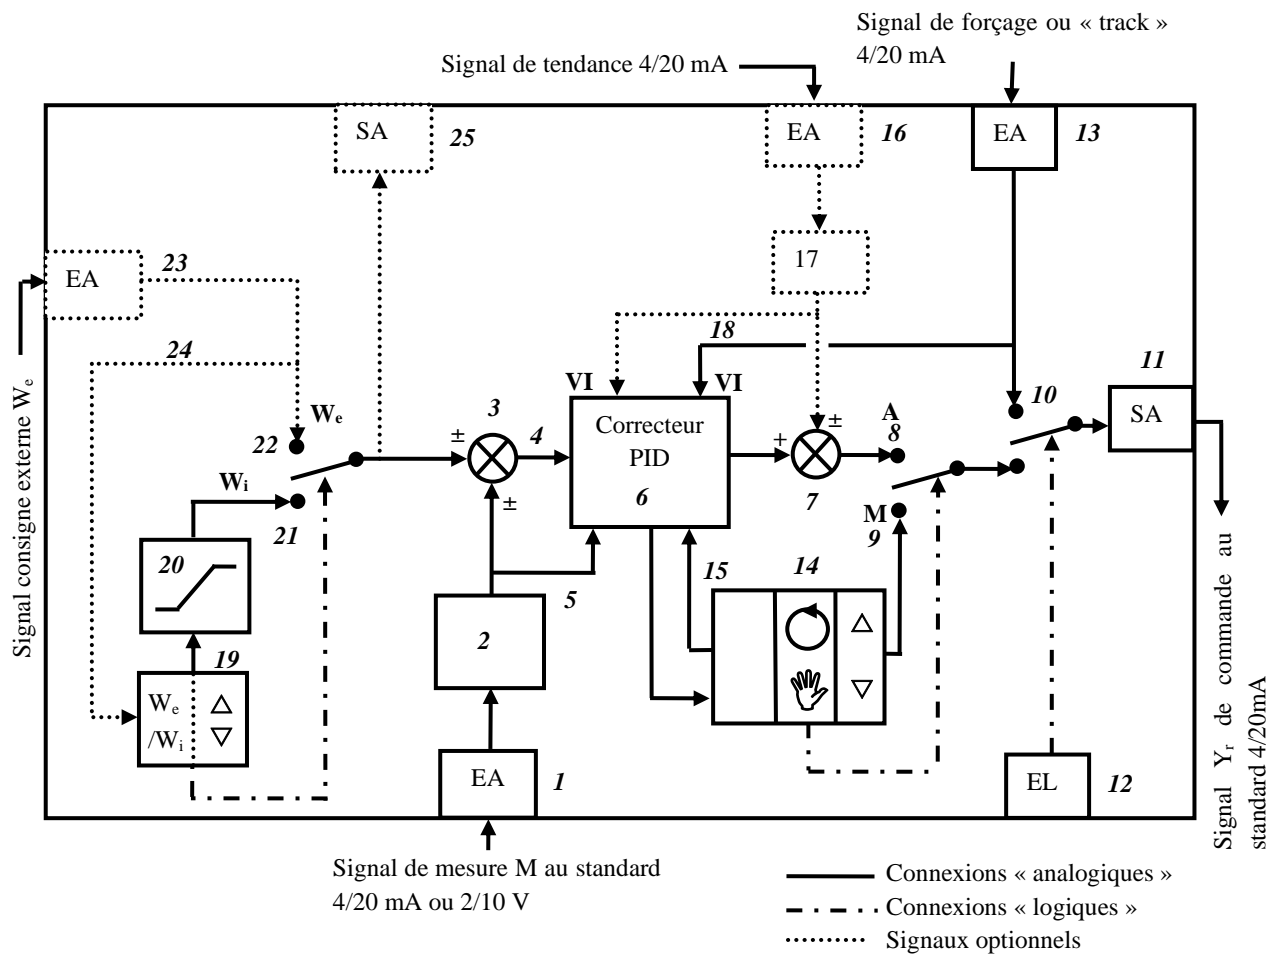 Signal de forçage ou « track »
4/20 mA
Signal de tendance 4/20 mA
SA
25
EA
16
EA
13
EA
23
17
24
18
11
VI
VI
10
SA
Signal consigne externe We
We
22
3
±
4
±
Correcteur
PID
6
+
±
7
A
8
Wi
21
M
9
20
5
15
14
2
19
We
/Wi
EA
1
EL
12
Signal Yr de commande au
standard 4/20mA
Signal de mesure M au standard
4/20 mA ou 2/10 V
Connexions « analogiques »
Connexions « logiques »
Signaux optionnels